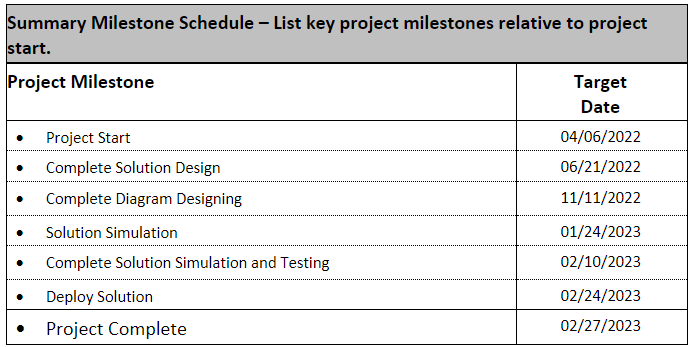 Summary Milestone Schedule – List key project milestones relative to project
start.
Project Milestone
Target
Date
• Project Start 04/06/2022
• Complete Solution Design 06/21/2022
• Complete Diagram Designing 11/11/2022
• Solution Simulation 01/24/2023
• Complete Solution Simulation and Testing 02/10/2023
• Deploy Solution 02/24/2023
• Project Complete 02/27/2023